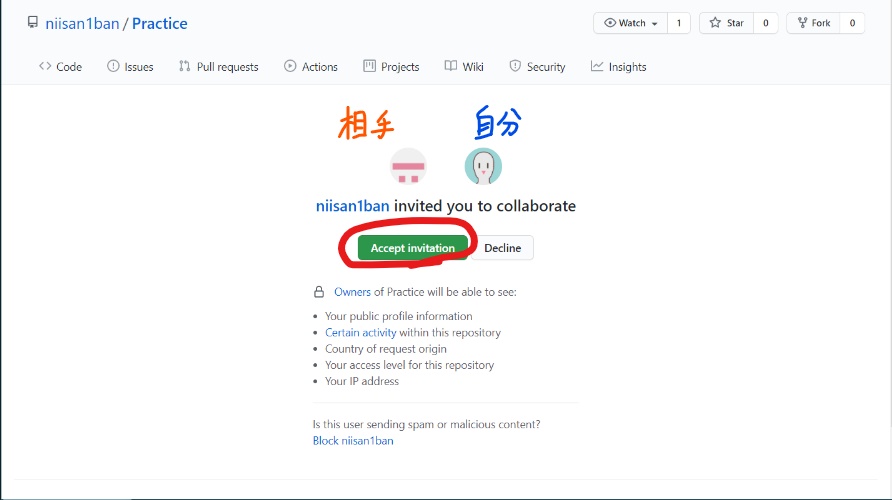 niisan1ban / Practice
Watch 1 Star 0 Fork 0
Code Issues Pull requests Actions Projects Wiki Security Insights
相手 自分
niisan1ban invited you to collaborate
Accept invitation Decline
Owners of Practice will be able to see:
• Your public profile information
• Certain activity within this repository
• Country of request origin
• Your access level for this repository
• Your IP address
Is this user sending spam or malicious content?
Block niisan1ban